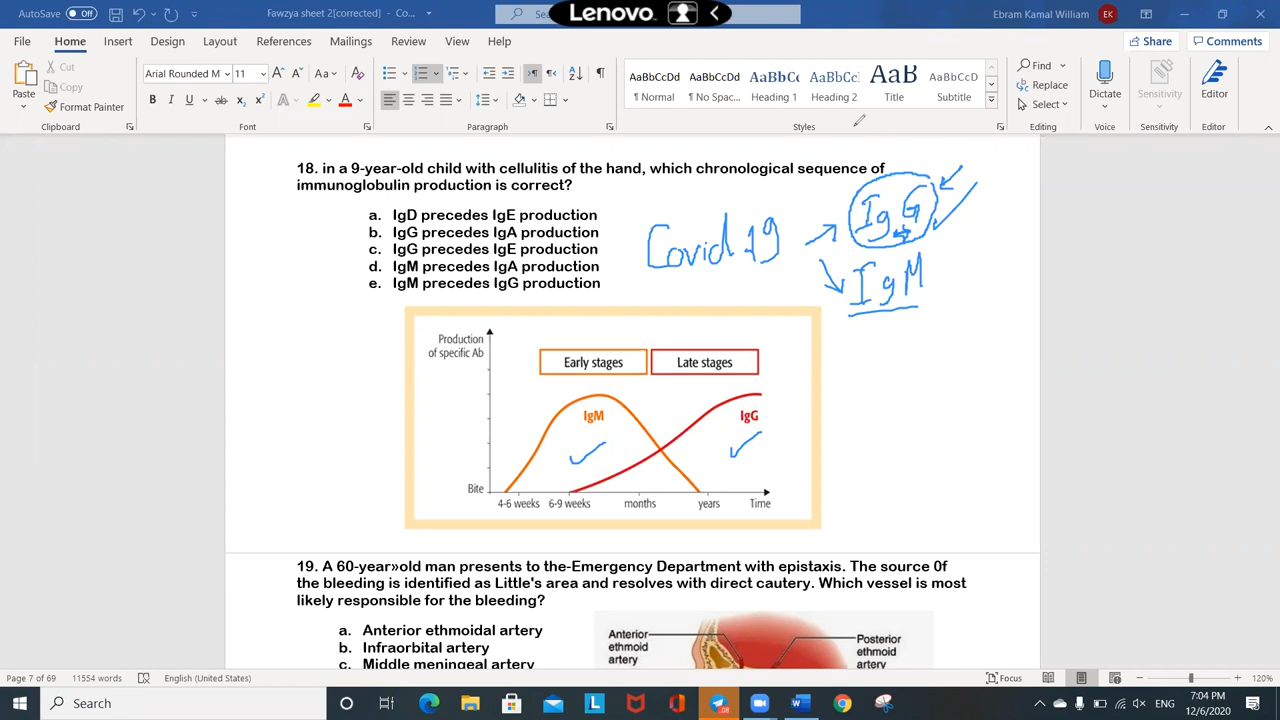 AutoSave Off Fawzya sheet 2[corrected] - Co... Lenovo Ebram Kamal William EK
File Home Insert Design Layout References Mailings Review View Help Share Comments
Paste Cut Copy Format Painter Clipboard
Arial Rounded M 11 Font
Paragraph
AaBbCcDd ¶ Normal AaBbCcDd ¶ No Spac... AaBbCc Heading 1 AaBbCc Heading 2 AaB Title AaBbCcD Subtitle Styles
Find Replace Select Editing
Dictate Voice
Sensitivity Sensitivity
Editor Editor
18. in a 9-year-old child with cellulitis of the hand, which chronological sequence of
immunoglobulin production is correct?
a. IgD precedes IgE production
b. IgG precedes IgA production
c. IgG precedes IgE production
d. IgM precedes IgA production
e. IgM precedes IgG production
Covid 19
IgG
IgM
Production
of specific Ab
Early stages Late stages
IgM IgG
Bite
4-6 weeks 6-9 weeks months years Time
19. A 60-year»old man presents to the-Emergency Department with epistaxis. The source 0f
the bleeding is identified as Little's area and resolves with direct cautery. Which vessel is most
likely responsible for the bleeding?
a. Anterior ethmoidal artery
b. Infraorbital artery
c. Middle meningeal artery
Anterior
ethmoid
artery
Posterior
ethmoid
artery
Page 7 of 69 11554 words English (United States) Focus 120%
Search ENG 7:04 PM
12/6/2020